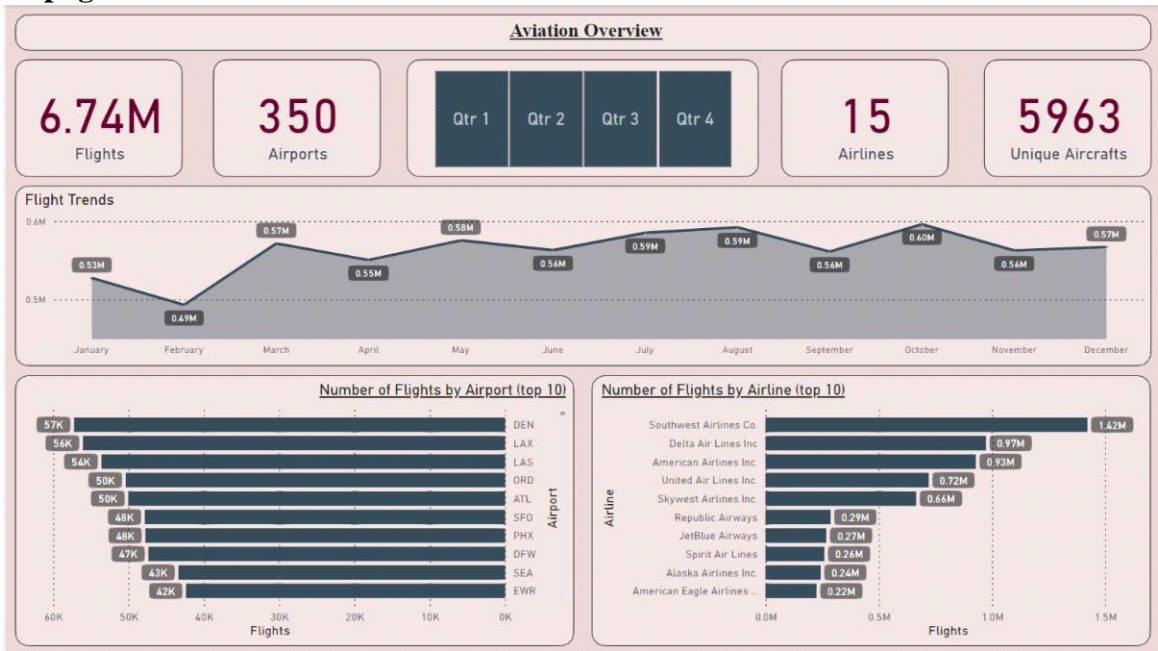 Aviation Overview
6.74M
Flights
350
Airports
Qtr 1 Qtr 2 Qtr 3 Qtr 4
15
Airlines
5963
Unique Aircrafts
Flight Trends
0.6M
0.5M
0.53M
0.49M
0.57M
0.55M
0.58M
0.56M
0.59M
0.59M
0.56M
0.60M
0.56M
0.57M
January February March April May June July August September October November December
Number of Flights by Airport (top 10)
57K DEN
56K LAX
54K LAS
50K ORD
50K ATL
48K SFO
48K PHX
47K DFW
43K SEA
42K EWR
Airport
60K 50K 40K 30K 20K 10K 0K
Flights
Number of Flights by Airline (top 10)
Airline
Southwest Airlines Co. 1.42M
Delta Air Lines Inc 0.97M
American Airlines Inc. 0.93M
United Air Lines Inc. 0.72M
Skywest Airlines Inc. 0.66M
Republic Airways 0.29M
JetBlue Airways 0.27M
Spirit Air Lines 0.26M
Alaska Airlines Inc. 0.24M
American Eagle Airlines ... 0.22M
0.0M 0.5M 1.0M 1.5M
Flights